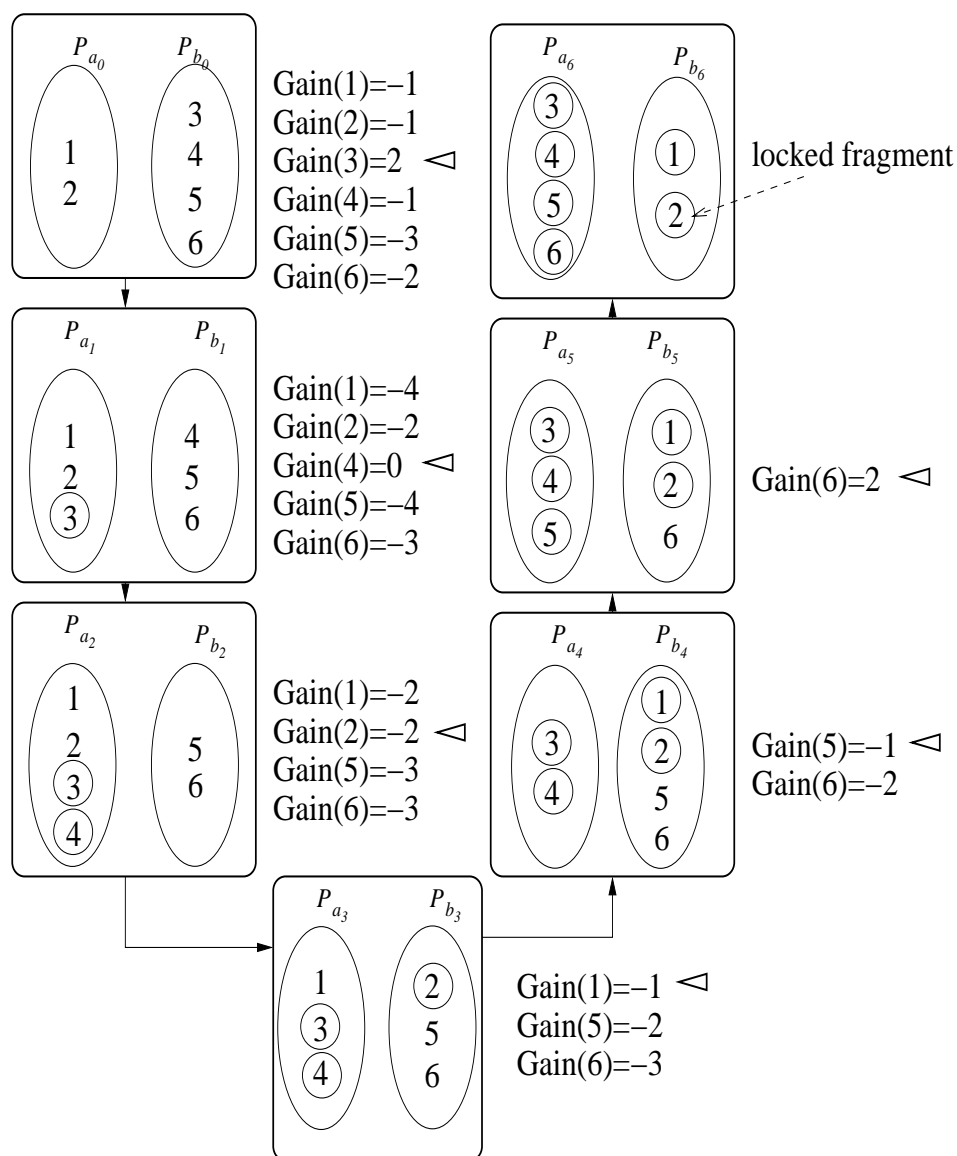 P_{a_0} P_{b_0}
1
2
3
4
5
6
Gain(1)=−1
Gain(2)=−1
Gain(3)=2
Gain(4)=−1
Gain(5)=−3
Gain(6)=−2
P_{a_1} P_{b_1}
1
2
3
4
5
6
Gain(1)=−4
Gain(2)=−2
Gain(4)=0
Gain(5)=−4
Gain(6)=−3
P_{a_2} P_{b_2}
1
2
3
4
5
6
Gain(1)=−2
Gain(2)=−2
Gain(5)=−3
Gain(6)=−3
P_{a_3} P_{b_3}
1
3
4
2
5
6
Gain(1)=−1
Gain(5)=−2
Gain(6)=−3
P_{a_4} P_{b_4}
3
4
1
2
5
6
Gain(5)=−1
Gain(6)=−2
P_{a_5} P_{b_5}
3
4
5
1
2
6
Gain(6)=2
P_{a_6} P_{b_6}
3
4
5
6
1
2
locked fragment